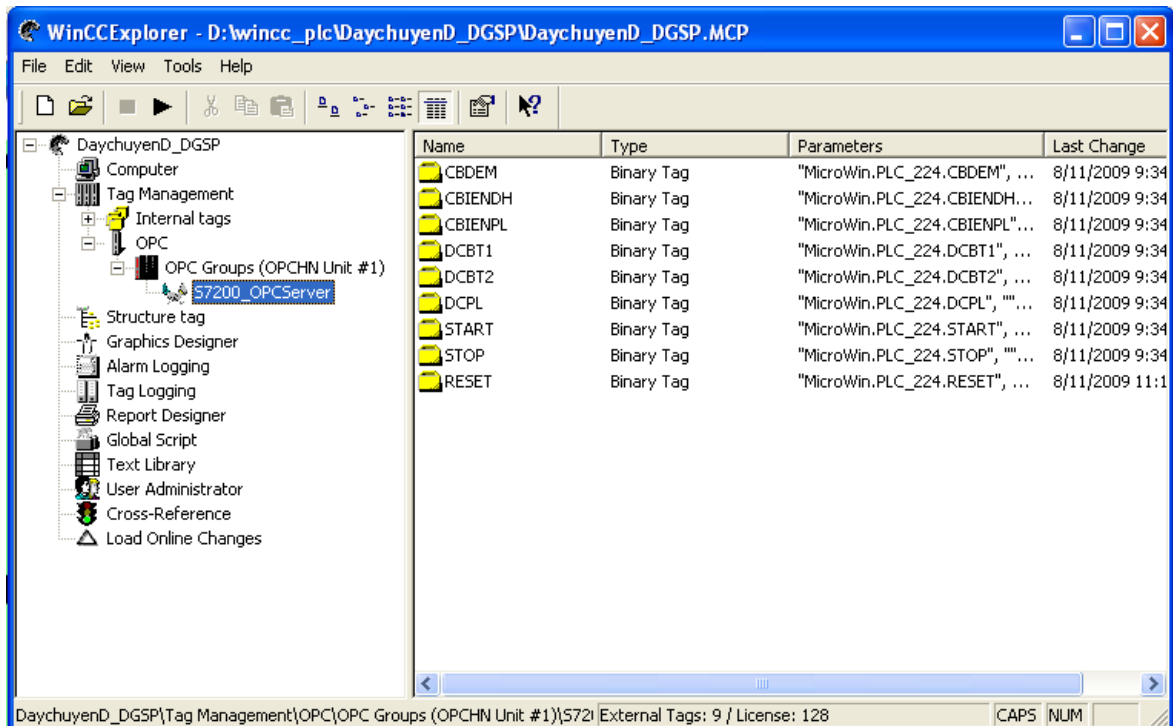 WinCCExplorer - D:\wincc_plc\DaychuyenD_DGSP\DaychuyenD_DGSP.MCP
File Edit View Tools Help
DaychuyenD_DGSP
Computer
Tag Management
Internal tags
OPC
OPC Groups (OPCHN Unit #1)
S7200_OPCServer
Structure tag
Graphics Designer
Alarm Logging
Tag Logging
Report Designer
Global Script
Text Library
User Administrator
Cross-Reference
Load Online Changes
Name Type Parameters Last Change
CBDEM Binary Tag "MicroWin.PLC_224.CBDEM", ... 8/11/2009 9:34
CBIENDH Binary Tag "MicroWin.PLC_224.CBIENDH... 8/11/2009 9:34
CBIENPL Binary Tag "MicroWin.PLC_224.CBIENPL"... 8/11/2009 9:34
DCBT1 Binary Tag "MicroWin.PLC_224.DCBT1", ... 8/11/2009 9:34
DCBT2 Binary Tag "MicroWin.PLC_224.DCBT2", ... 8/11/2009 9:34
DCPL Binary Tag "MicroWin.PLC_224.DCPL", ""... 8/11/2009 9:34
START Binary Tag "MicroWin.PLC_224.START", ... 8/11/2009 9:34
STOP Binary Tag "MicroWin.PLC_224.STOP", ""... 8/11/2009 9:34
RESET Binary Tag "MicroWin.PLC_224.RESET", ... 8/11/2009 11:1
DaychuyenD_DGSP\Tag Management\OPC\OPC Groups (OPCHN Unit #1)\S72 External Tags: 9 / License: 128 CAPS NUM